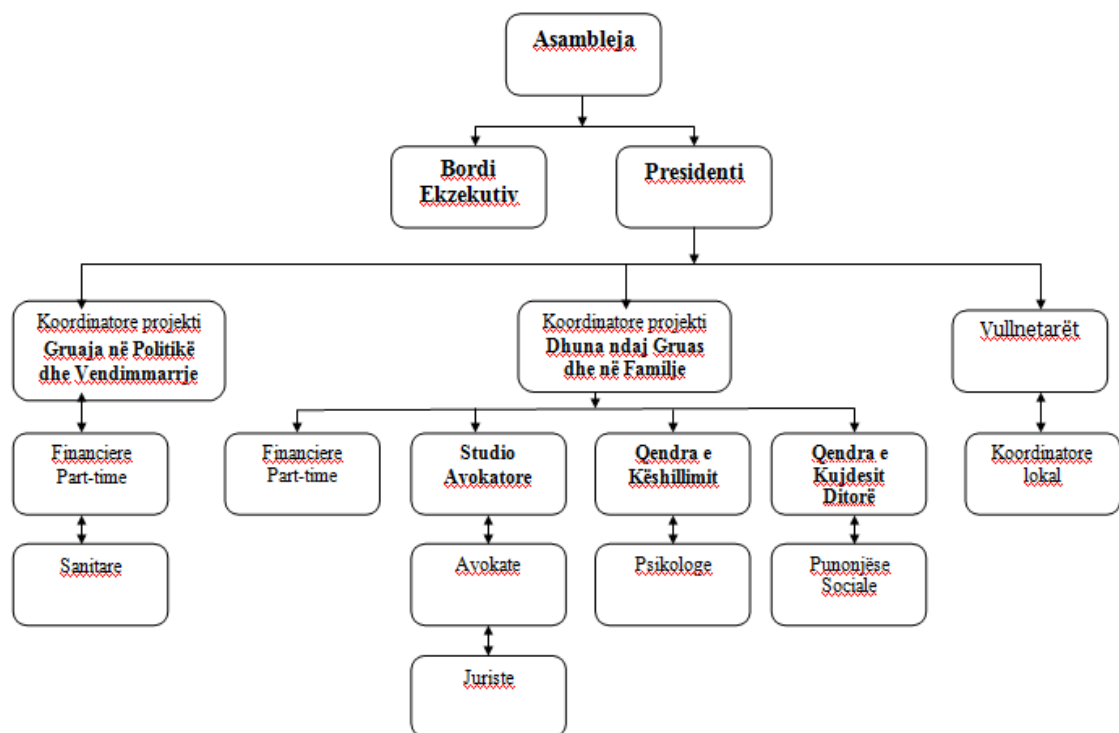 Asambleja
Bordi
Ekzekutiv
Presidenti
Koordinatore projekti
Gruaja në Politikë
dhe Vendimmarrje
Koordinatore projekti
Dhuna ndaj Gruas
dhe në Familje
Vullnetarët
Financiere
Part-time
Financiere
Part-time
Studio
Avokatore
Qendra e
Këshillimit
Qendra e
Kujdesit
Ditorë
Koordinatore
lokal
Sanitare
Avokate
Psikologe
Punonjëse
Sociale
Juriste